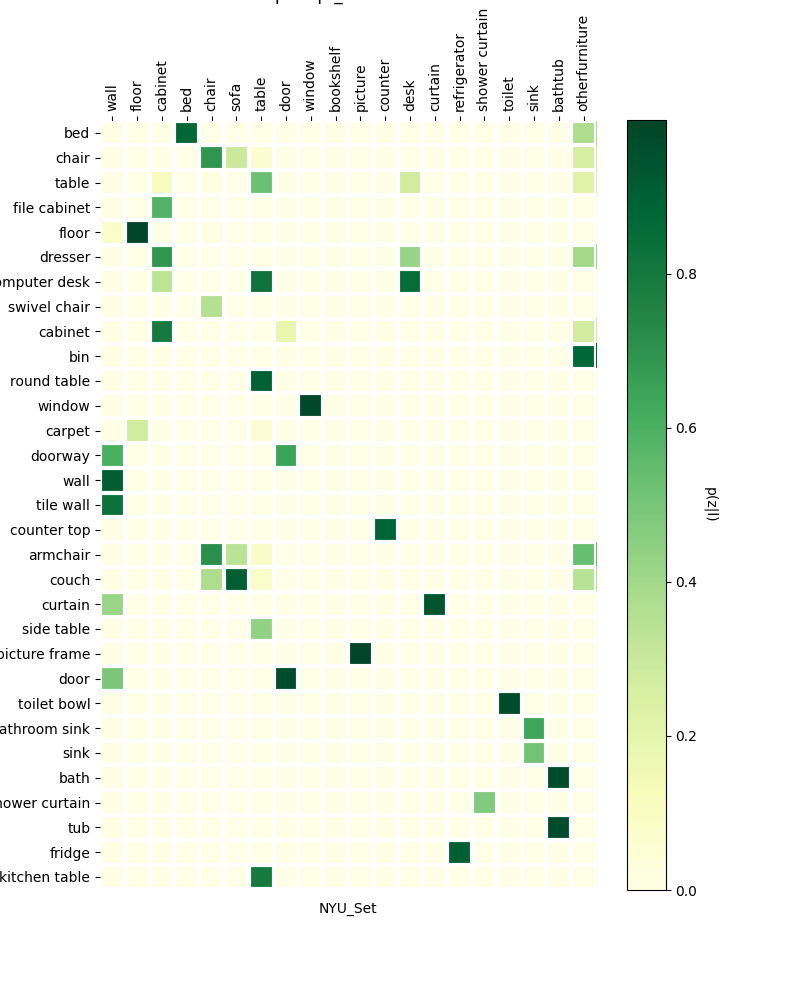 wall
floor
cabinet
bed
chair
sofa
table
door
window
bookshelf
picture
counter
desk
curtain
refrigerator
shower curtain
toilet
sink
bathtub
otherfurniture
bed
chair
table
file cabinet
floor
dresser
omputer desk
swivel chair
cabinet
bin
round table
window
carpet
doorway
wall
tile wall
counter top
armchair
couch
curtain
side table
picture frame
door
toilet bowl
athroom sink
sink
bath
hower curtain
tub
fridge
kitchen table
NYU_Set
0.8
0.6
0.4
0.2
0.0
p(z|l)